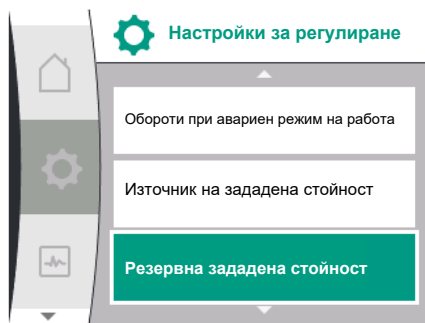 Настройки за регулиране
Обороти при авариен режим на работа
Източник на зададена стойност
Резервна зададена стойност